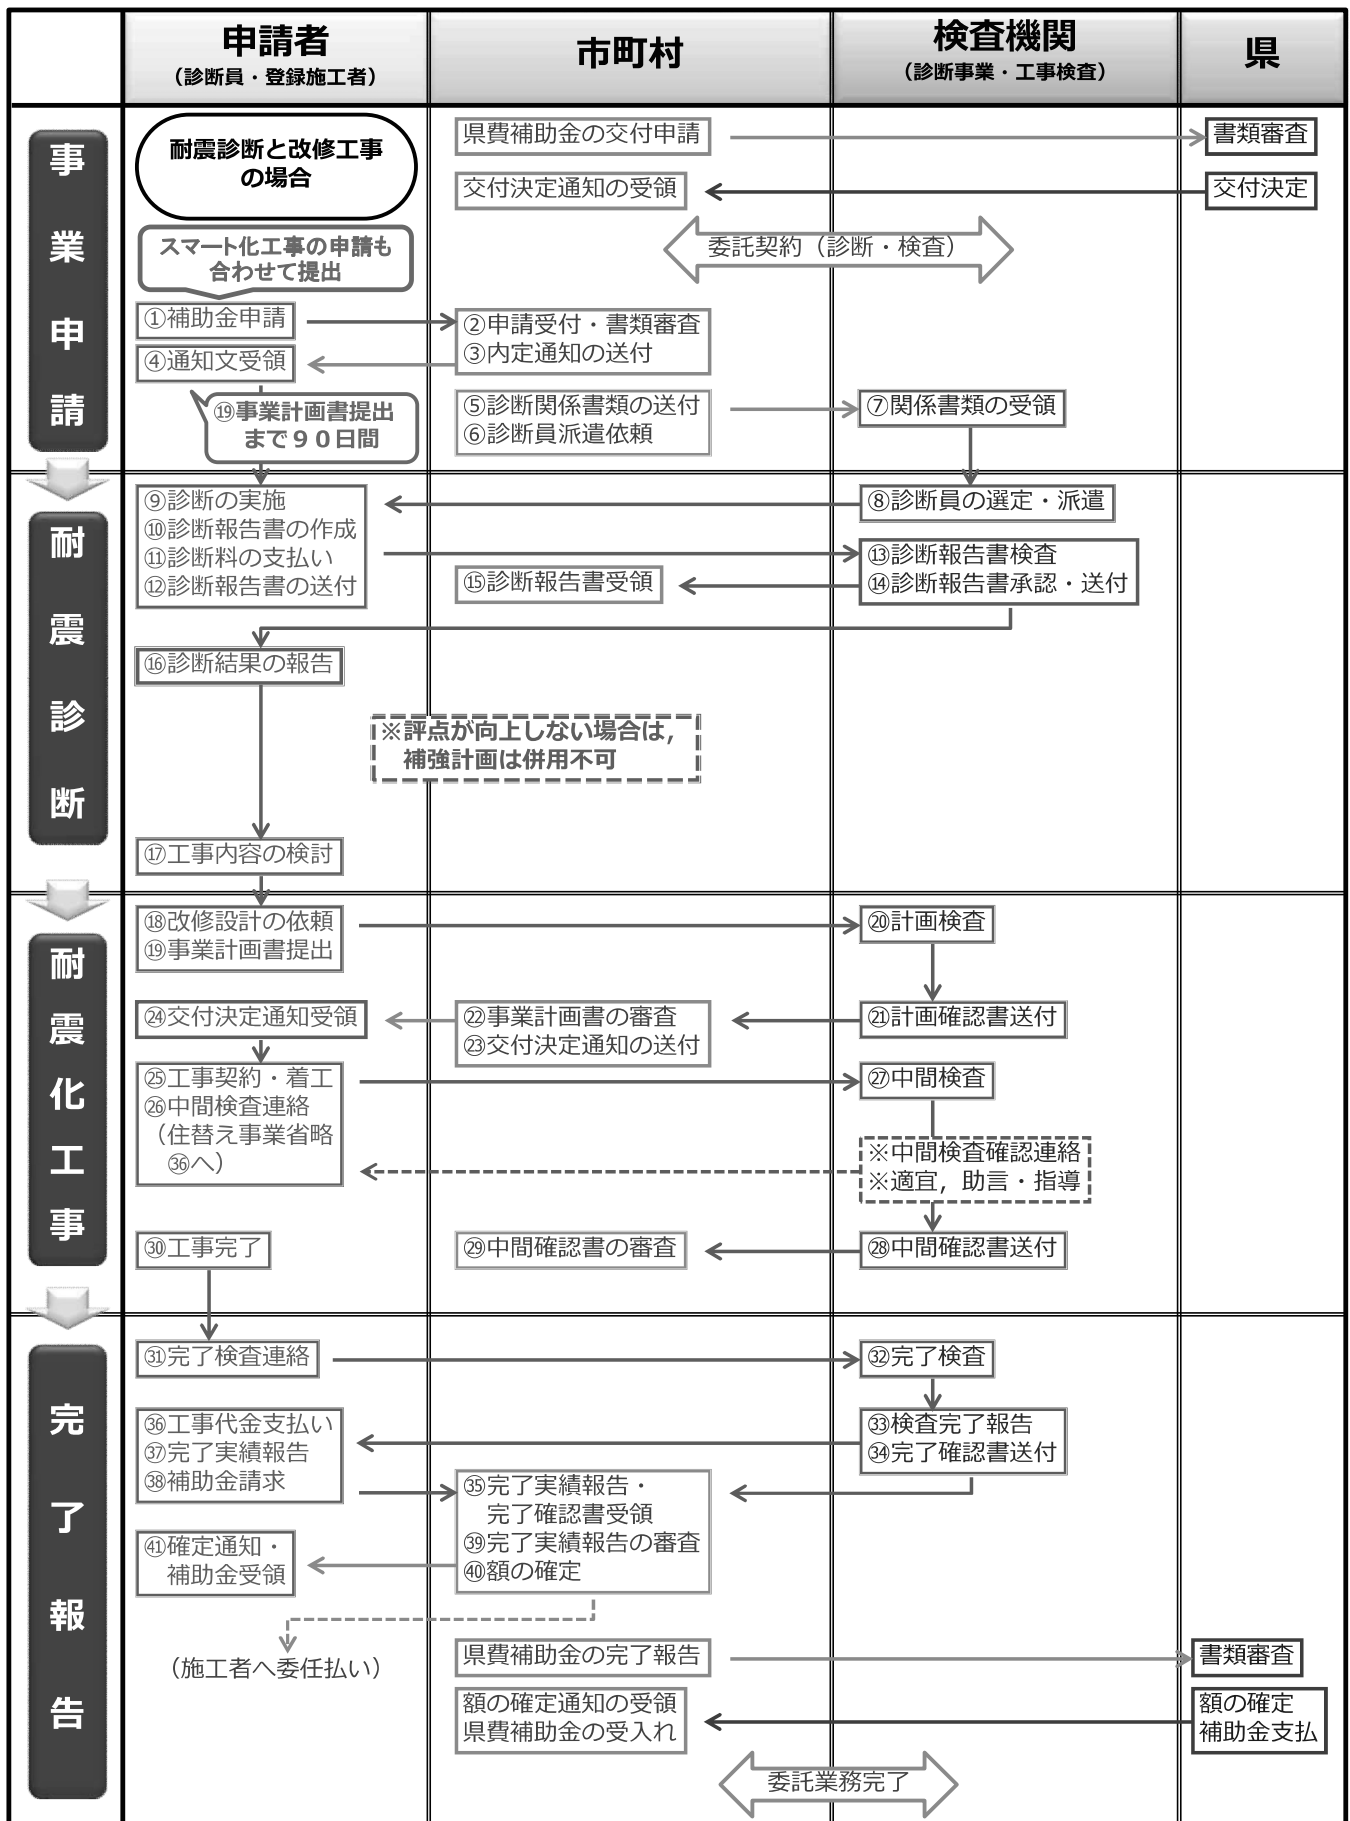 申請者
（診断員・登録施工者）
市町村
検査機関
（診断事業・工事検査）
県
事業申請
耐震診断と改修工事
の場合
県費補助金の交付申請
書類審査
交付決定通知の受領
交付決定
委託契約（診断・検査）
スマート化工事の申請も
合わせて提出
①補助金申請
②申請受付・書類審査
③内定通知の送付
④通知文受領
⑲事業計画書提出
まで９０日間
⑤診断関係書類の送付
⑥診断員派遣依頼
⑦関係書類の受領
耐震診断
⑨診断の実施
⑩診断報告書の作成
⑪診断料の支払い
⑫診断報告書の送付
⑧診断員の選定・派遣
⑬診断報告書検査
⑭診断報告書承認・送付
⑮診断報告書受領
⑯診断結果の報告
※評点が向上しない場合は，
補強計画は併用不可
⑰工事内容の検討
耐震化工事
⑱改修設計の依頼
⑲事業計画書提出
⑳計画検査
㉔交付決定通知受領
㉒事業計画書の審査
㉓交付決定通知の送付
㉑計画確認書送付
㉕工事契約・着工
㉖中間検査連絡
（住替え事業省略
㊱へ）
㉗中間検査
※中間検査確認連絡
※適宜，助言・指導
㉚工事完了
㉙中間確認書の審査
㉘中間確認書送付
完了報告
㉛完了検査連絡
㉜完了検査
㊱工事代金支払い
㊲完了実績報告
㊳補助金請求
㉝検査完了報告
㉞完了確認書送付
㉟完了実績報告・
完了確認書受領
㊴完了実績報告の審査
㊵額の確定
㊶確定通知・
補助金受領
（施工者へ委任払い）
県費補助金の完了報告
書類審査
額の確定通知の受領
県費補助金の受入れ
額の確定
補助金支払
委託業務完了